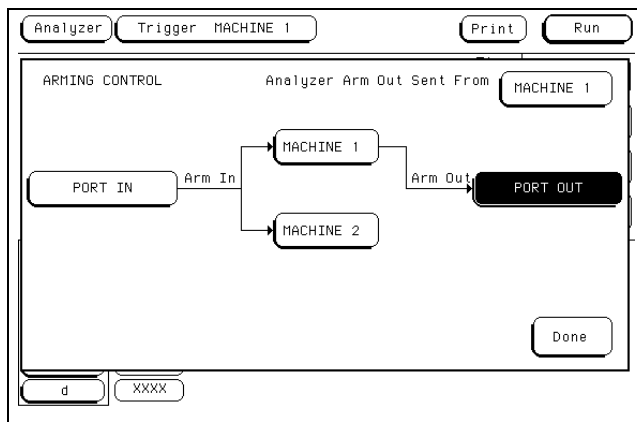 Analyzer Trigger MACHINE 1 Print Run
ARMING CONTROL Analyzer Arm Out Sent From MACHINE 1
MACHINE 1
PORT IN Arm In Arm Out PORT OUT
MACHINE 2
Done
d XXXX